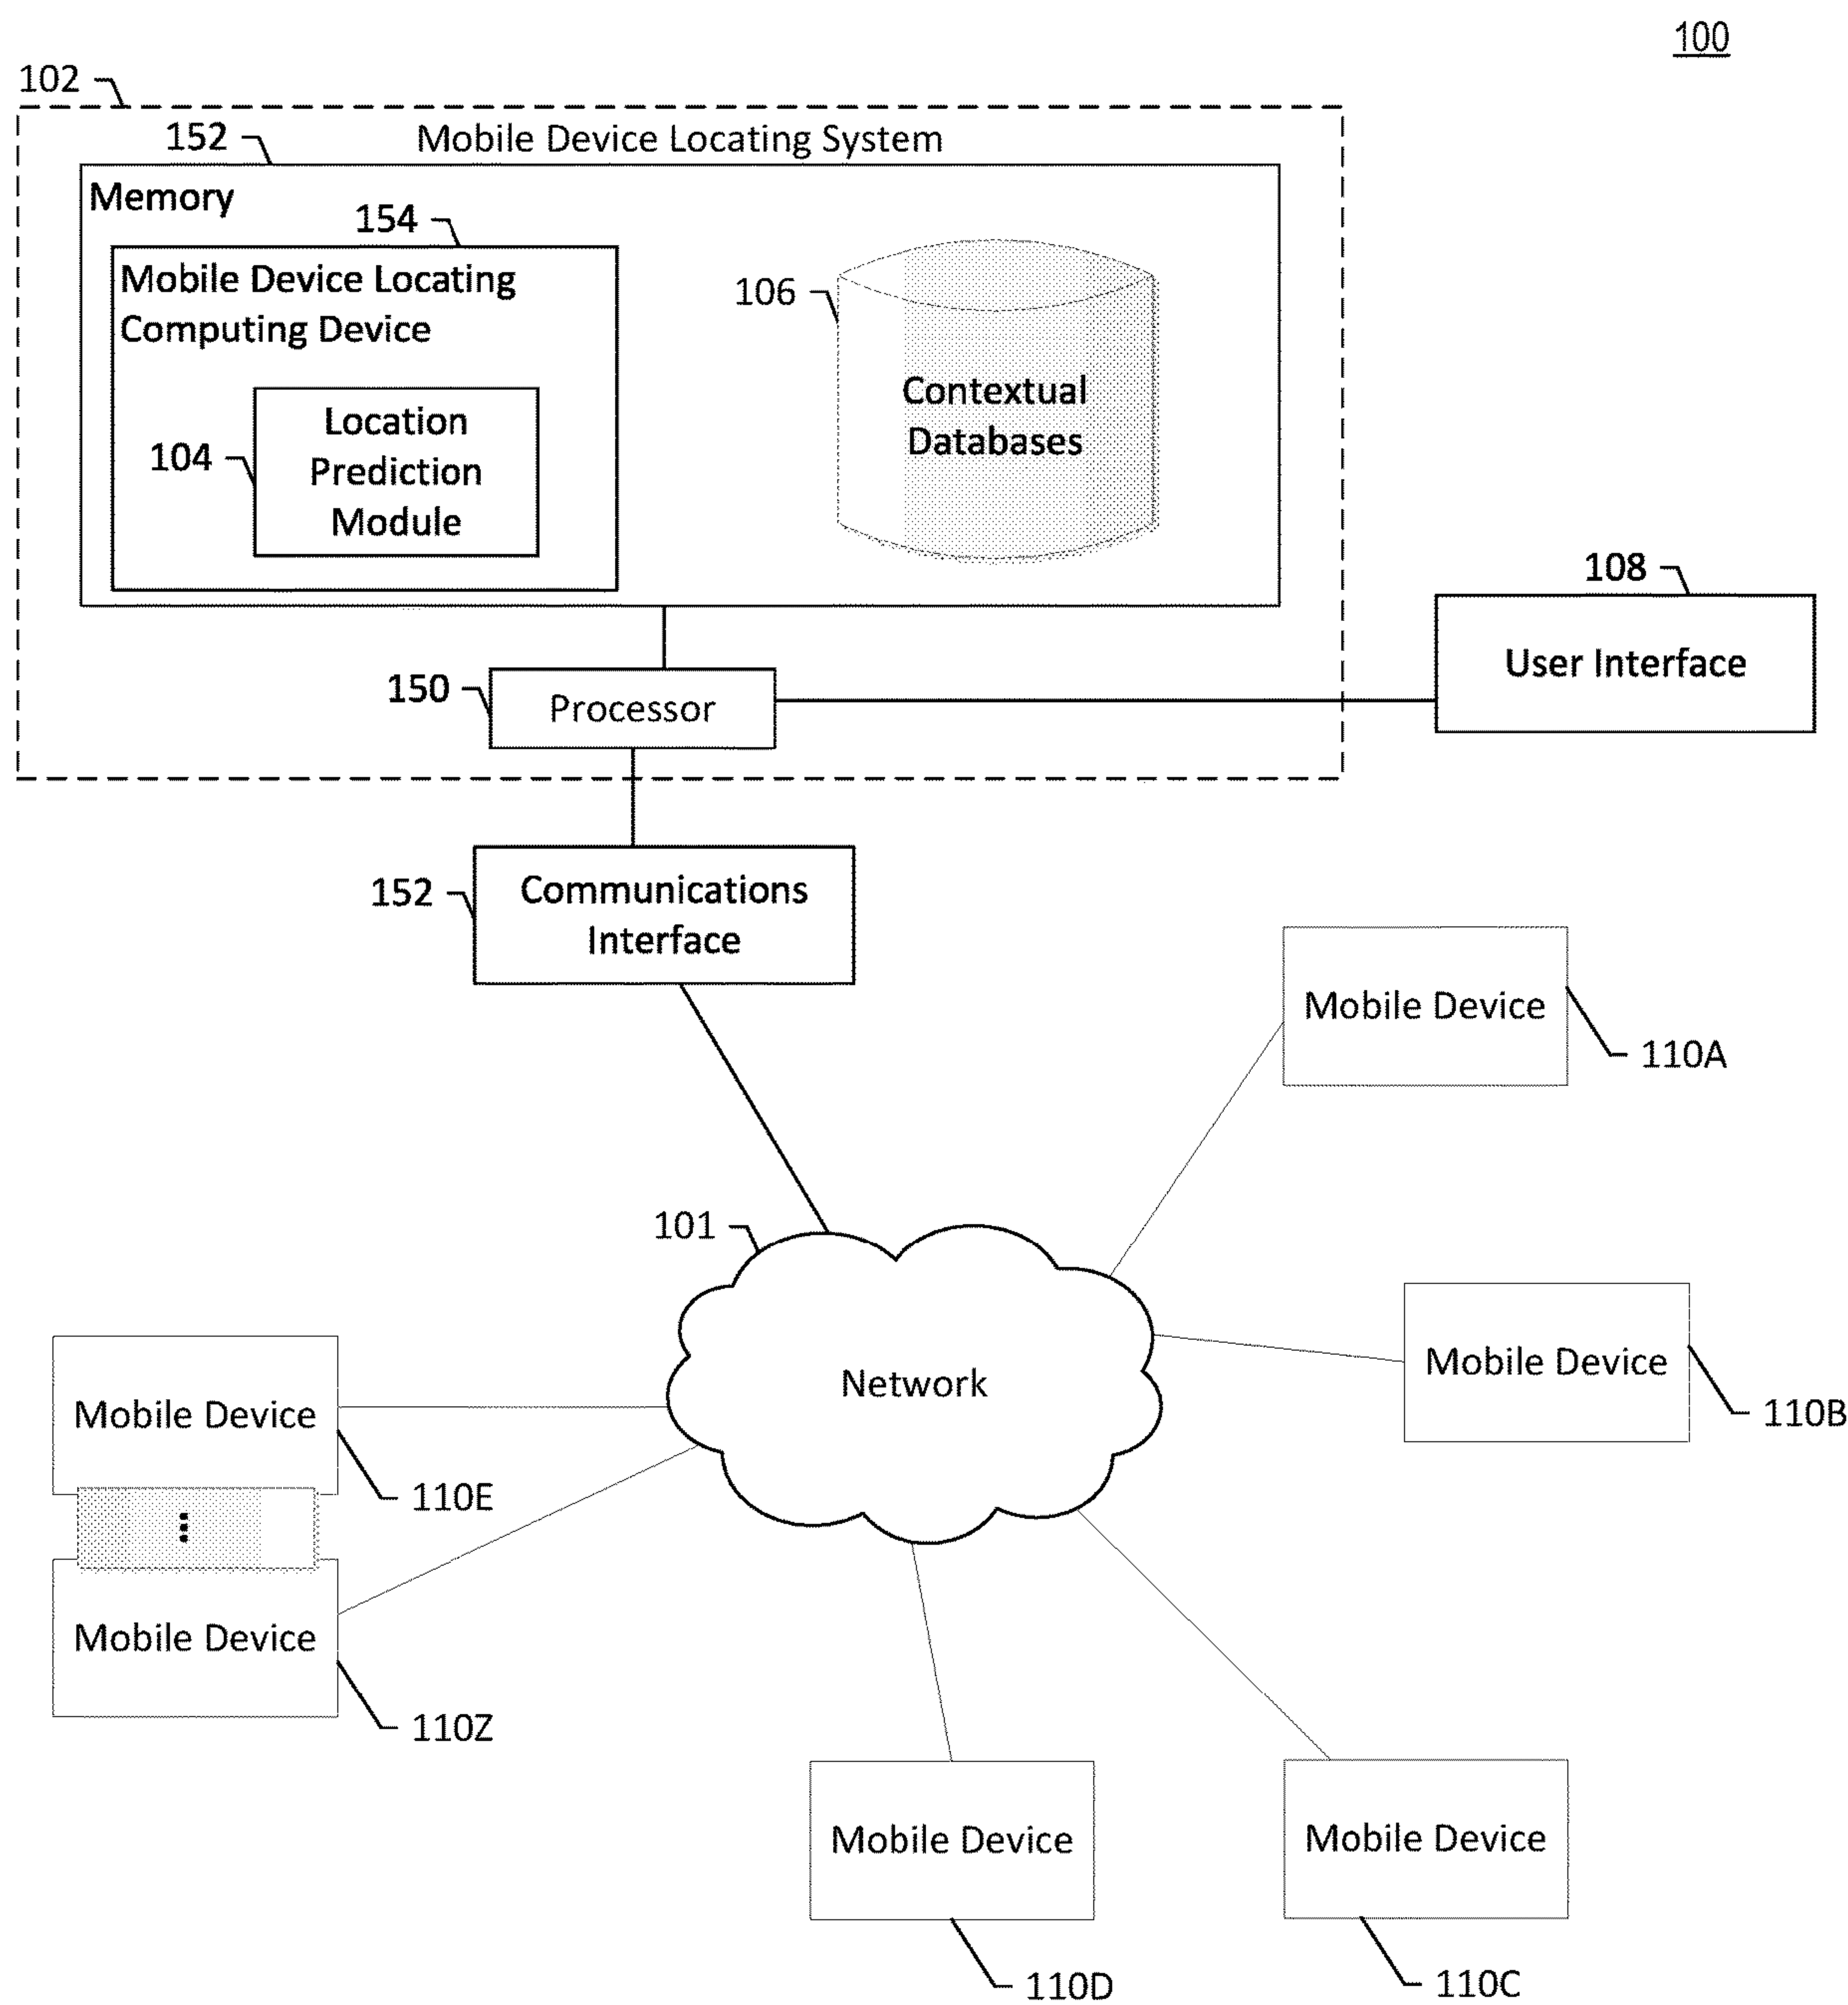 100
102
152
Mobile Device Locating System
Memory
154
Mobile Device Locating
Computing Device
106
Contextual
Databases
104
Location
Prediction
Module
108
User Interface
150
Processor
152
Communications
Interface
Mobile Device
110A
101
Network
Mobile Device
110B
Mobile Device
110E
⋮
Mobile Device
110Z
Mobile Device
110D
Mobile Device
110C